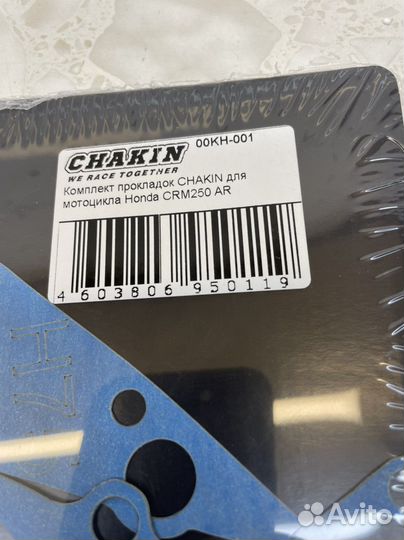 CHAKIN 00KH-001
WE RACE TOGETHER
Комплект прокладок CHAKIN для
мотоцикла Honda CRM250 AR
4 603806 950119
Avito